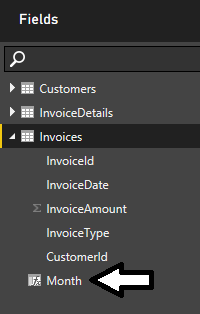 Fields
Customers
InvoiceDetails
Invoices
InvoiceId
InvoiceDate
Σ InvoiceAmount
InvoiceType
CustomerId
Month